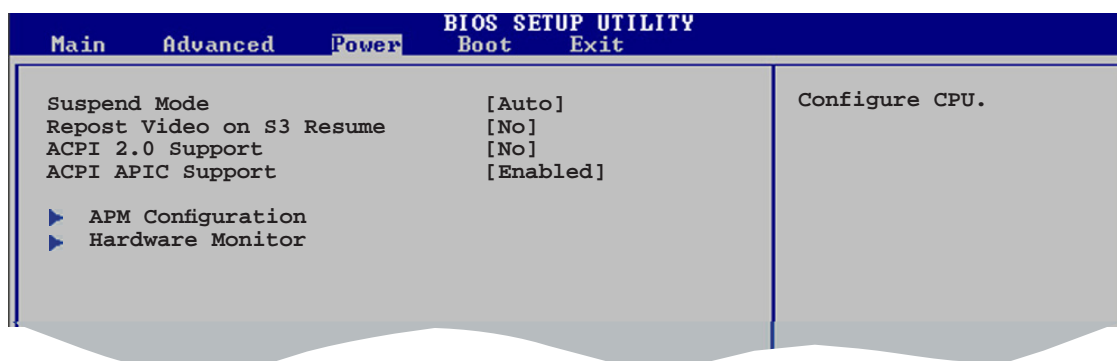 BIOS SETUP UTILITY
Main Advanced Power Boot Exit
Suspend Mode [Auto]
Repost Video on S3 Resume [No]
ACPI 2.0 Support [No]
ACPI APIC Support [Enabled]
APM Configuration
Hardware Monitor
Configure CPU.